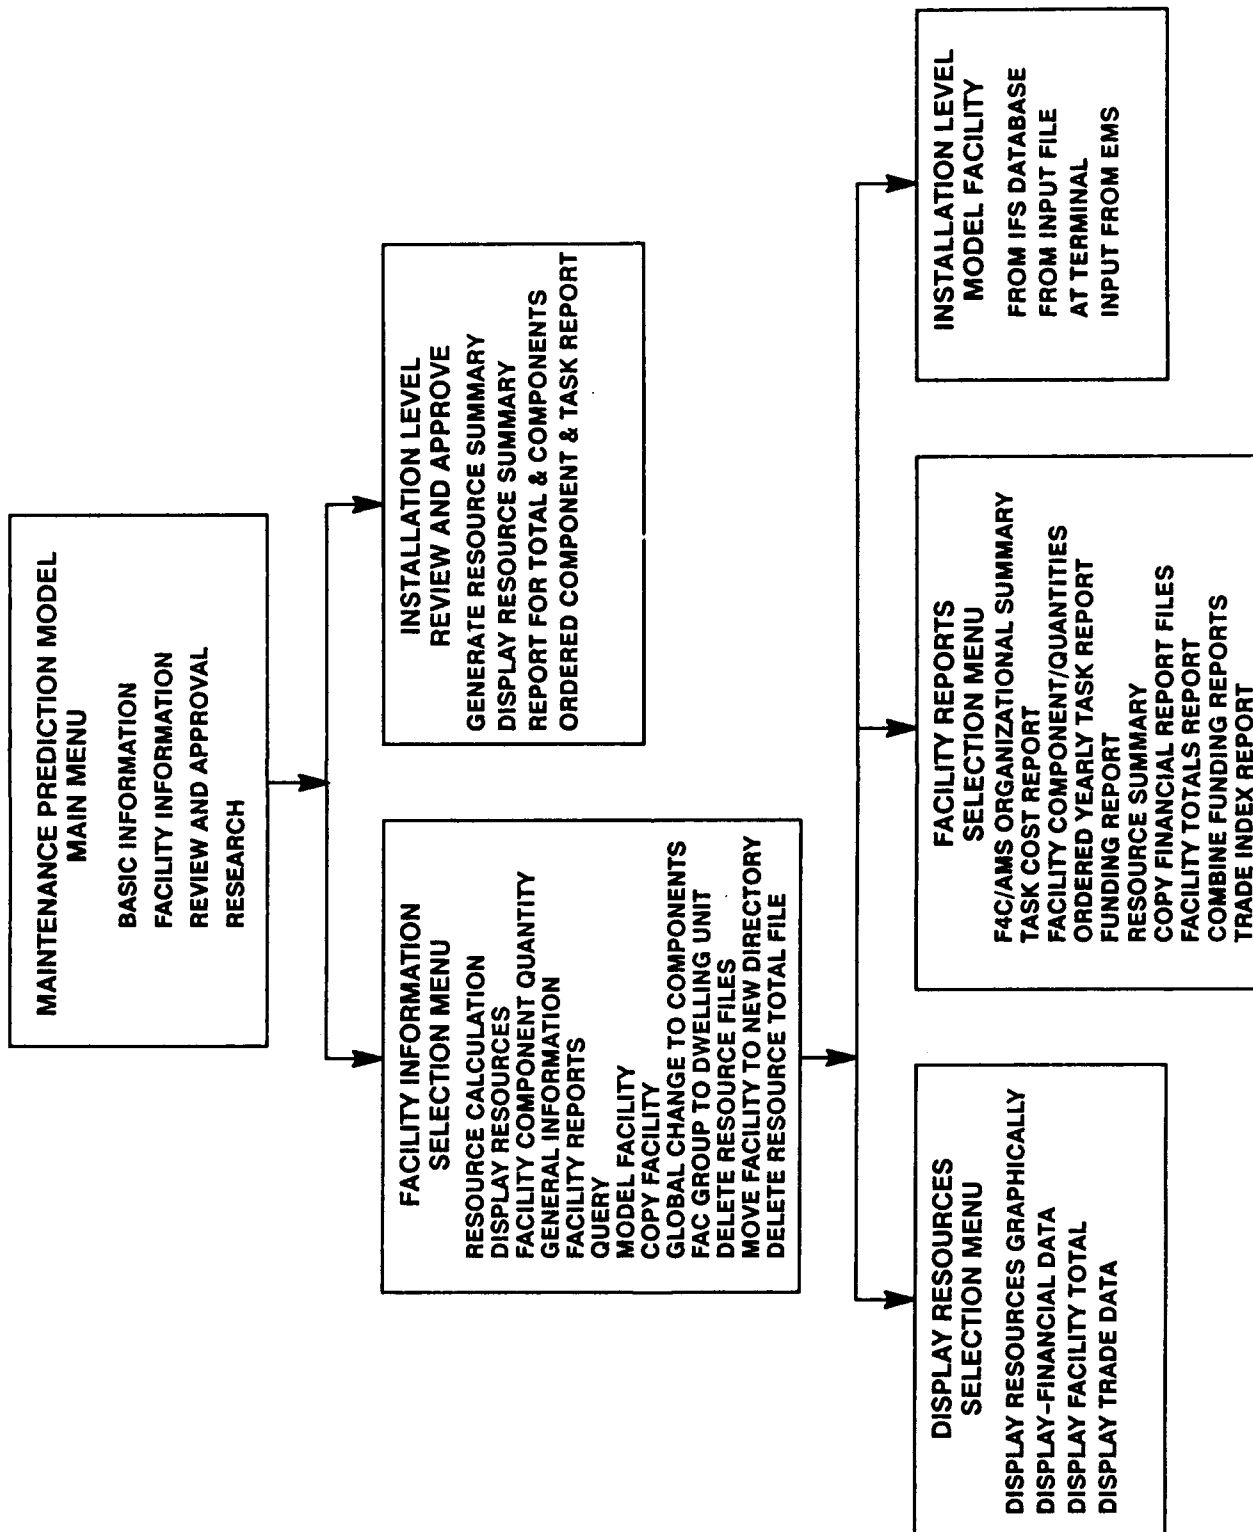 MAINTENANCE PREDICTION MODEL
MAIN MENU
BASIC INFORMATION
FACILITY INFORMATION
REVIEW AND APPROVAL
RESEARCH
FACILITY INFORMATION
SELECTION MENU
RESOURCE CALCULATION
DISPLAY RESOURCES
FACILITY COMPONENT QUANTITY
GENERAL INFORMATION
FACILITY REPORTS
QUERY
MODEL FACILITY
COPY FACILITY
GLOBAL CHANGE TO COMPONENTS
FAC GROUP TO DWELLING UNIT
DELETE RESOURCE FILES
MOVE FACILITY TO NEW DIRECTORY
DELETE RESOURCE TOTAL FILE
INSTALLATION LEVEL
REVIEW AND APPROVE
GENERATE RESOURCE SUMMARY
DISPLAY RESOURCE SUMMARY
REPORT FOR TOTAL & COMPONENTS
ORDERED COMPONENT & TASK REPORT
DISPLAY RESOURCES
SELECTION MENU
DISPLAY RESOURCES GRAPHICALLY
DISPLAY-FINANCIAL DATA
DISPLAY FACILITY TOTAL
DISPLAY TRADE DATA
FACILITY REPORTS
SELECTION MENU
F4C/AMS ORGANIZATIONAL SUMMARY
TASK COST REPORT
FACILITY COMPONENT/QUANTITIES
ORDERED YEARLY TASK REPORT
FUNDING REPORT
RESOURCE SUMMARY
COPY FINANCIAL REPORT FILES
FACILITY TOTALS REPORT
COMBINE FUNDING REPORTS
TRADE INDEX REPORT
INSTALLATION LEVEL
MODEL FACILITY
FROM IFS DATABASE
FROM INPUT FILE
AT TERMINAL
INPUT FROM EMS